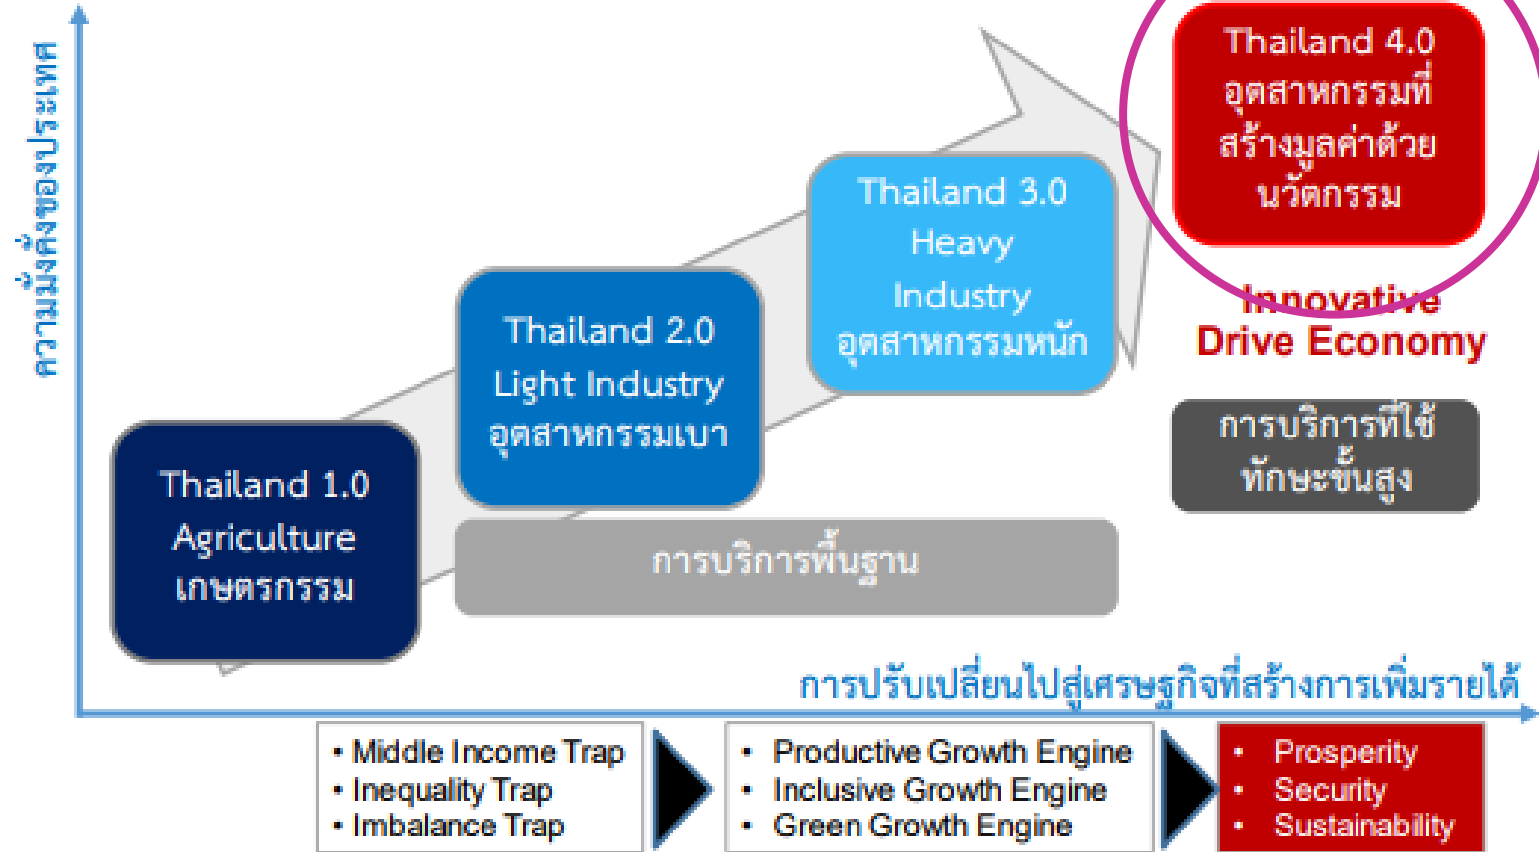 ความมั่งคั่งของประเทศ
Thailand 1.0
Agriculture
เกษตรกรรม
Thailand 2.0
Light Industry
อุตสาหกรรมเบา
Thailand 3.0
Heavy
Industry
อุตสาหกรรมหนัก
Thailand 4.0
อุตสาหกรรมที่
สร้างมูลค่าด้วย
นวัตกรรม
Innovative
Drive Economy
การบริการพื้นฐาน
การบริการที่ใช้
ทักษะขั้นสูง
การปรับเปลี่ยนไปสู่เศรษฐกิจที่สร้างการเพิ่มรายได้
• Middle Income Trap
• Inequality Trap
• Imbalance Trap
• Productive Growth Engine
• Inclusive Growth Engine
• Green Growth Engine
• Prosperity
• Security
• Sustainability